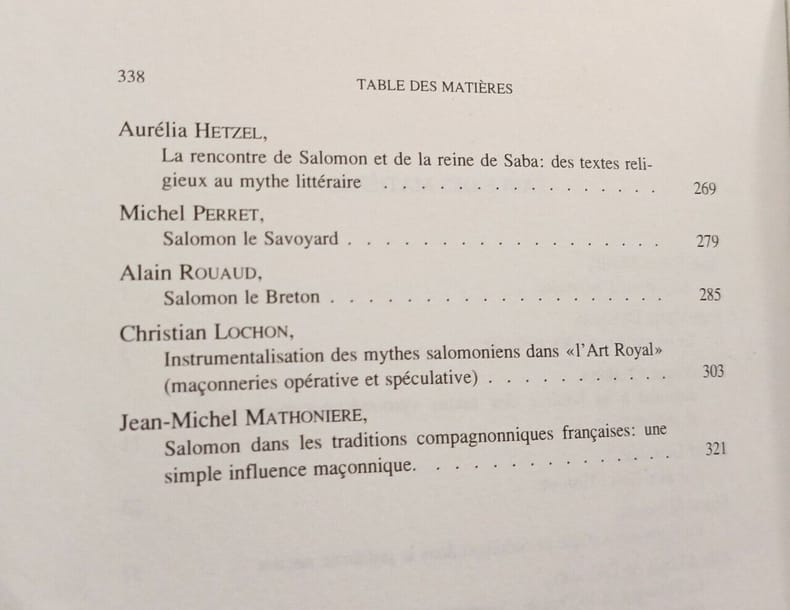 338
TABLE DES MATIÈRES
Aurélia HETZEL,
La rencontre de Salomon et de la reine de Saba: des textes reli-
gieux au mythe littéraire . . . . . . . . . . . . . . . 269
Michel PERRET,
Salomon le Savoyard . . . . . . . . . . . . . . . . . 279
Alain ROUAUD,
Salomon le Breton . . . . . . . . . . . . . . . . . . 285
Christian LOCHON,
Instrumentalisation des mythes salomoniens dans «l'Art Royal»
(maçonneries opérative et spéculative) . . . . . . . . . . 303
Jean-Michel MATHONIERE,
Salomon dans les traditions compagnonniques françaises: une
simple influence maçonnique. . . . . . . . . . . . . . 321